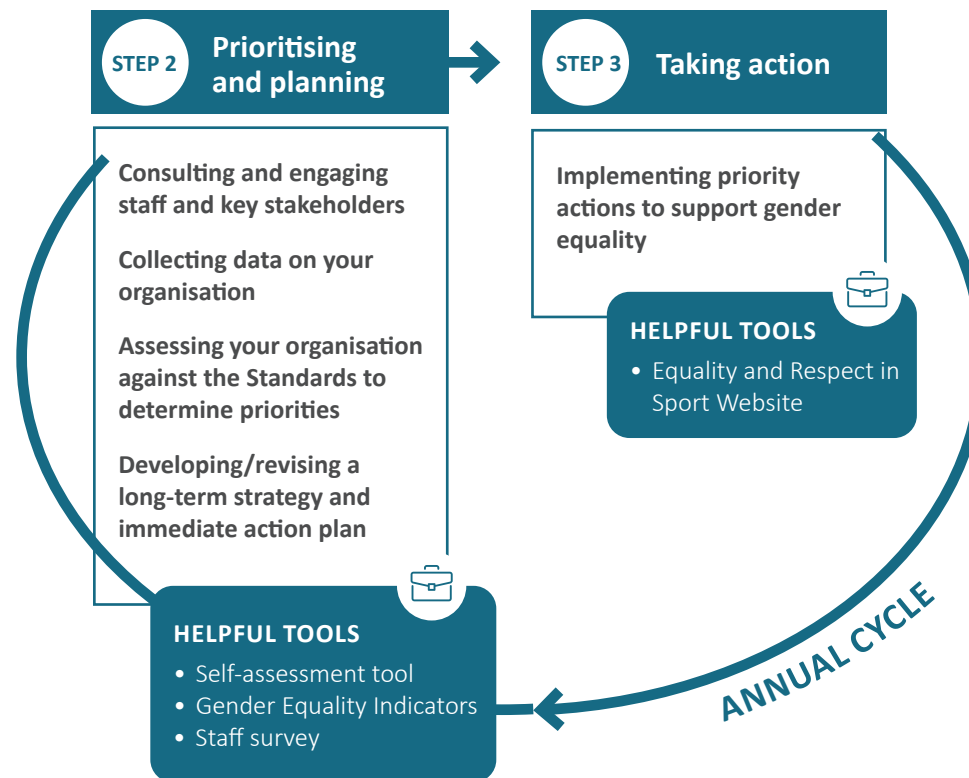 STEP 2
Prioritising
and planning
Consulting and engaging
staff and key stakeholders
Collecting data on your
organisation
Assessing your organisation
against the Standards to
determine priorities
Developing/revising a
long-term strategy and
immediate action plan
HELPFUL TOOLS
• Self-assessment tool
• Gender Equality Indicators
• Staff survey
STEP 3
Taking action
Implementing priority
actions to support gender
equality
HELPFUL TOOLS
• Equality and Respect in
Sport Website
ANNUAL CYCLE